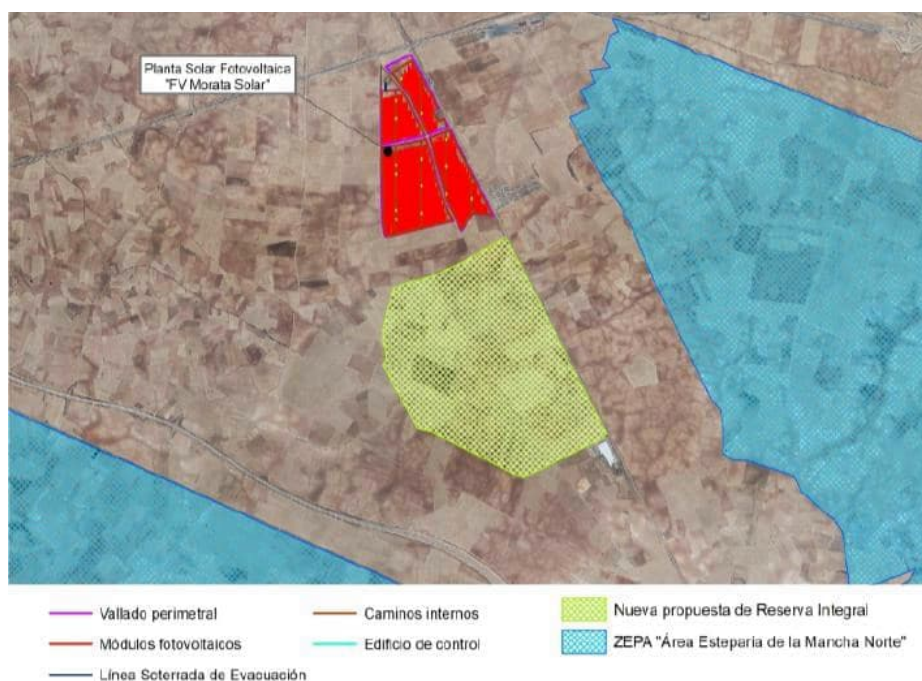 Planta Solar Fotovoltaica
"FV Morata Solar"
Vallado perimetral
Caminos internos
Nueva propuesta de Reserva Integral
Módulos fotovoltaicos
Edificio de control
ZEPA "Área Esteparia de la Mancha Norte"
Línea Soterrada de Evacuación